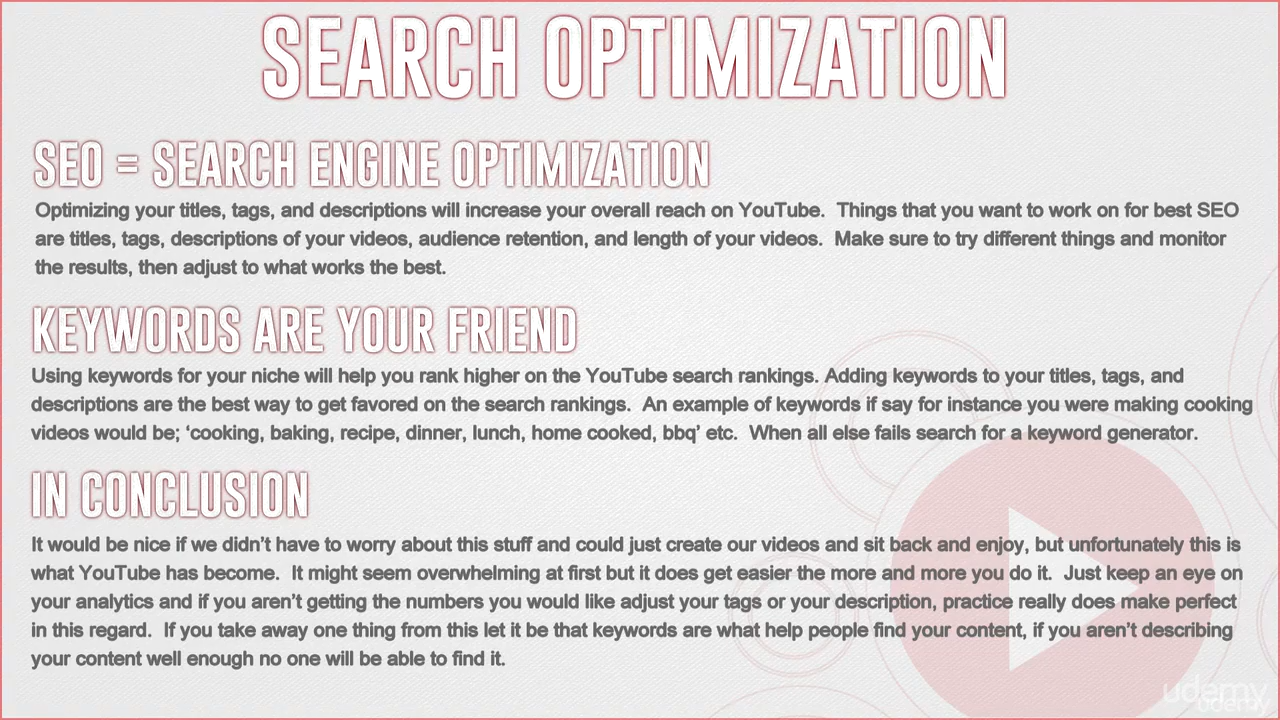 SEARCH OPTIMIZATION
SEO = SEARCH ENGINE OPTIMIZATION
Optimizing your titles, tags, and descriptions will increase your overall reach on YouTube.  Things that you want to work on for best SEO
are titles, tags, descriptions of your videos, audience retention, and length of your videos.  Make sure to try different things and monitor
the results, then adjust to what works the best.
KEYWORDS ARE YOUR FRIEND
Using keywords for your niche will help you rank higher on the YouTube search rankings. Adding keywords to your titles, tags, and
descriptions are the best way to get favored on the search rankings.  An example of keywords if say for instance you were making cooking
videos would be; ‘cooking, baking, recipe, dinner, lunch, home cooked, bbq’ etc.  When all else fails search for a keyword generator.
IN CONCLUSION
It would be nice if we didn’t have to worry about this stuff and could just create our videos and sit back and enjoy, but unfortunately this is
what YouTube has become.  It might seem overwhelming at first but it does get easier the more and more you do it.  Just keep an eye on
your analytics and if you aren’t getting the numbers you would like adjust your tags or your description, practice really does make perfect
in this regard.  If you take away one thing from this let it be that keywords are what help people find your content, if you aren’t describing
your content well enough no one will be able to find it.
udemy
udemy